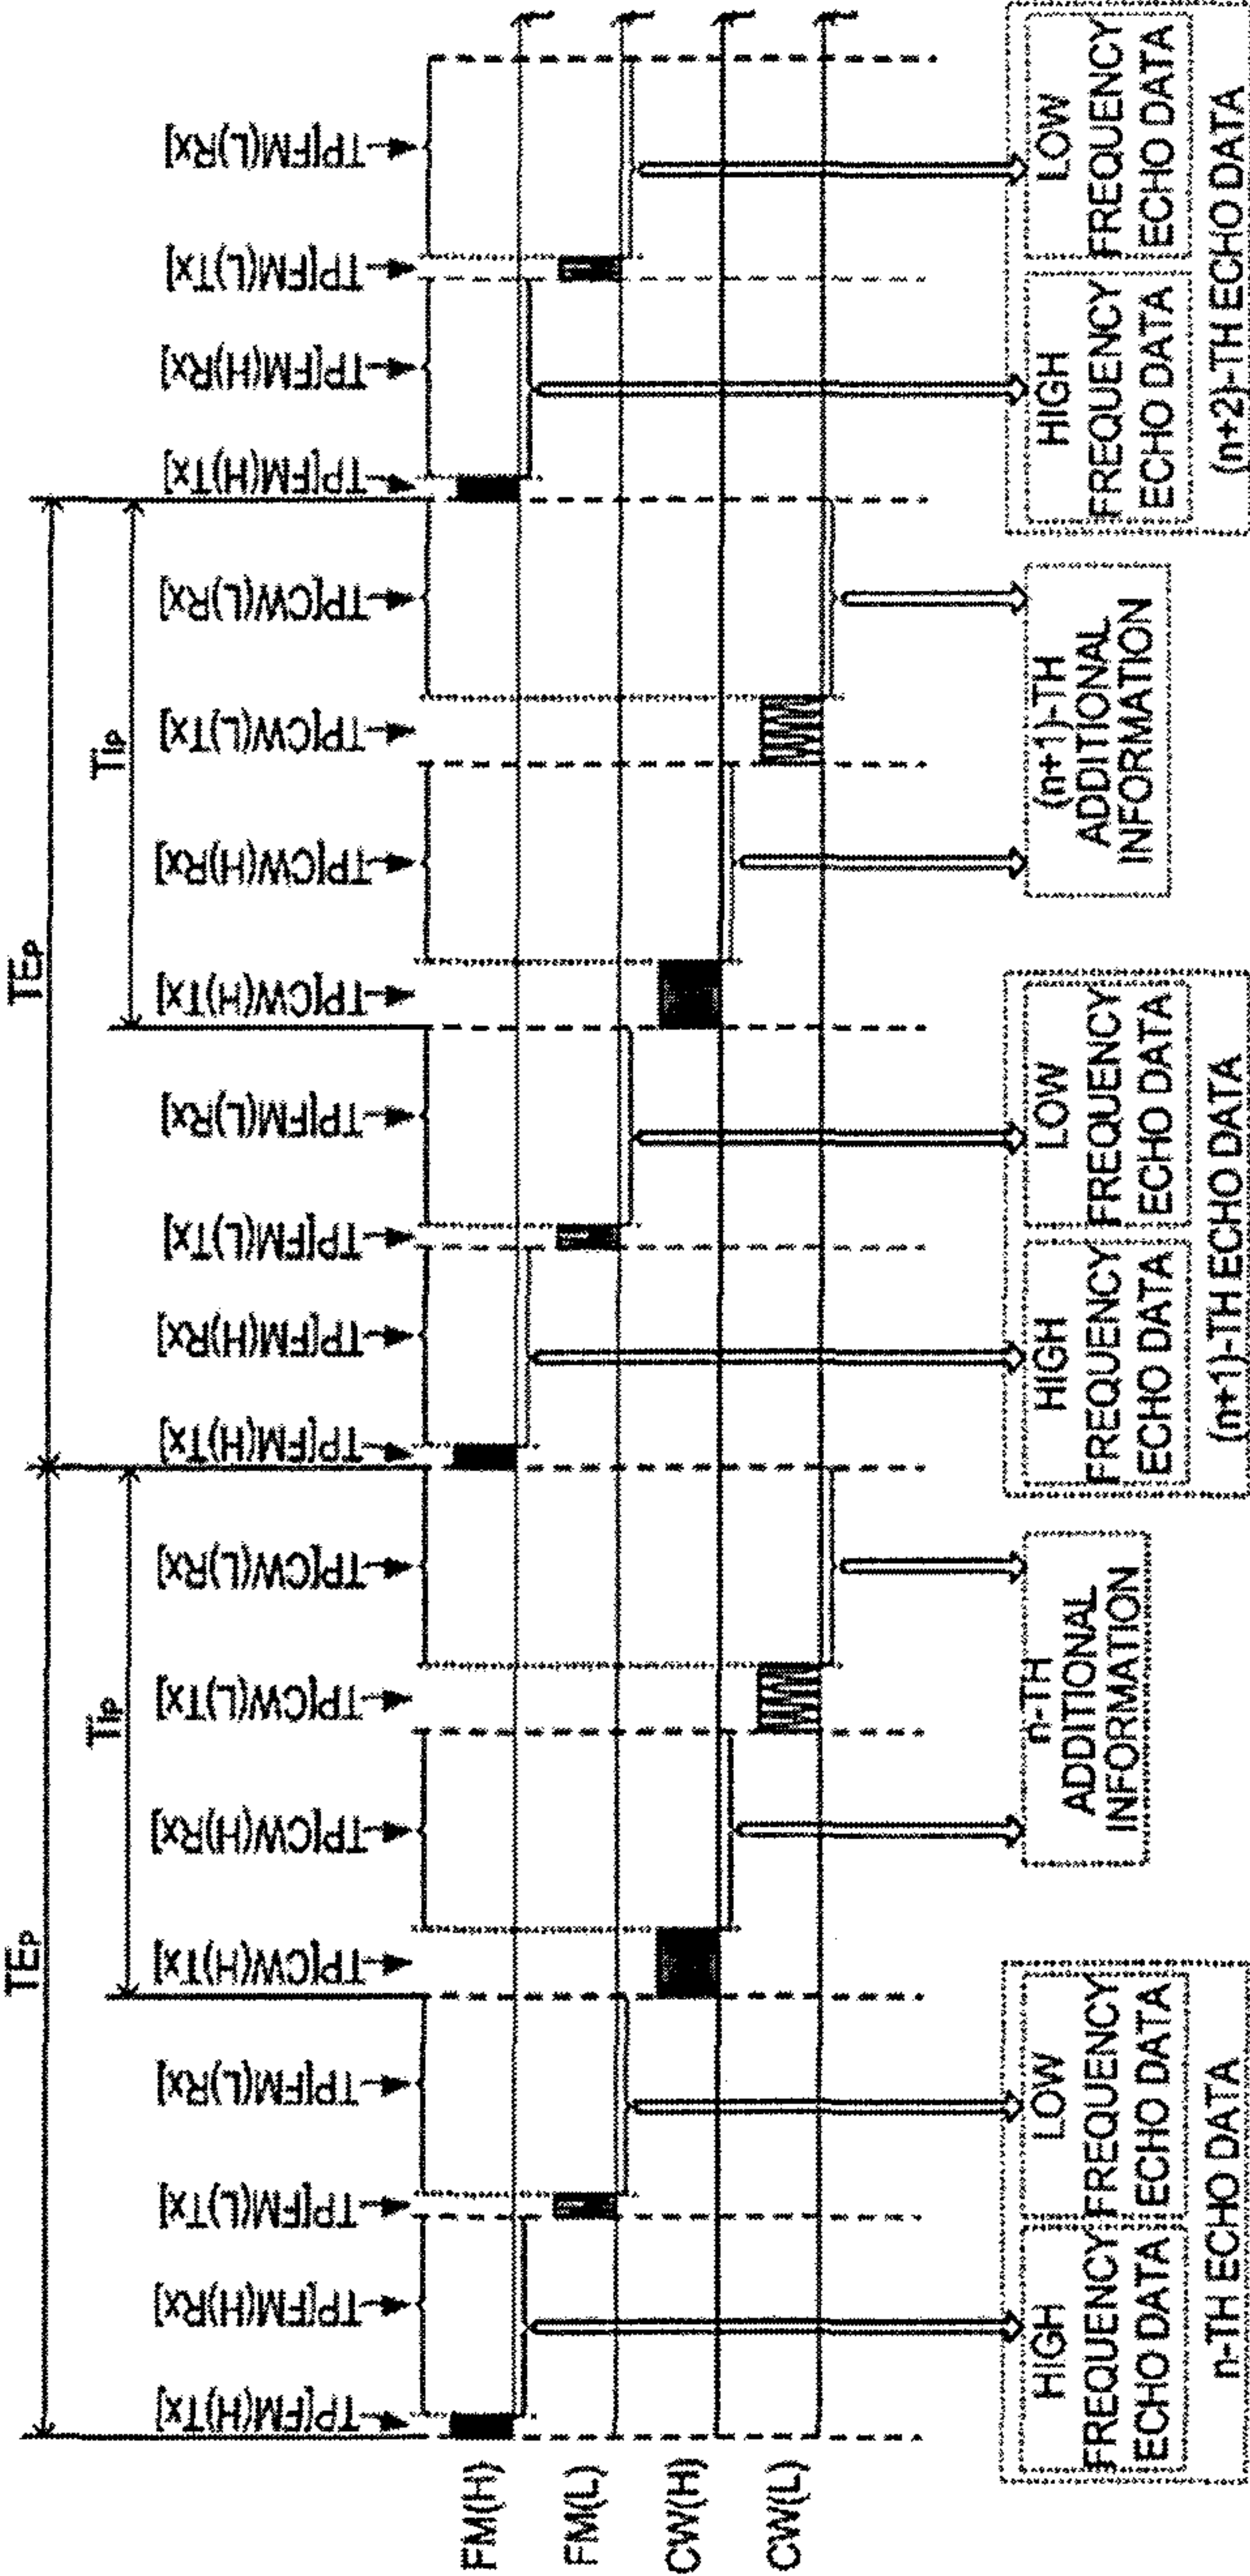 TEP
TEP
TIP
TIP
TP[FM(H)Tx]
TP[FM(H)Rx]
TP[FM(L)Tx]
TP[FM(L)Rx]
TP[CW(H)Tx]
TP[CW(H)Rx]
TP[CW(L)Tx]
TP[CW(L)Rx]
TP[FM(H)Tx]
TP[FM(H)Rx]
TP[FM(L)Tx]
TP[FM(L)Rx]
TP[CW(H)Tx]
TP[CW(H)Rx]
TP[CW(L)Tx]
TP[CW(L)Rx]
TP[FM(H)Tx]
TP[FM(H)Rx]
TP[FM(L)Tx]
TP[FM(L)Rx]
FM(H)
FM(L)
CW(H)
CW(L)
HIGH
FREQUENCY
ECHO DATA
LOW
FREQUENCY
ECHO DATA
n-TH ECHO DATA
n-TH
ADDITIONAL
INFORMATION
HIGH
FREQUENCY
ECHO DATA
LOW
FREQUENCY
ECHO DATA
(n+1)-TH ECHO DATA
(n+1)-TH
ADDITIONAL
INFORMATION
HIGH
FREQUENCY
ECHO DATA
LOW
FREQUENCY
ECHO DATA
(n+2)-TH ECHO DATA